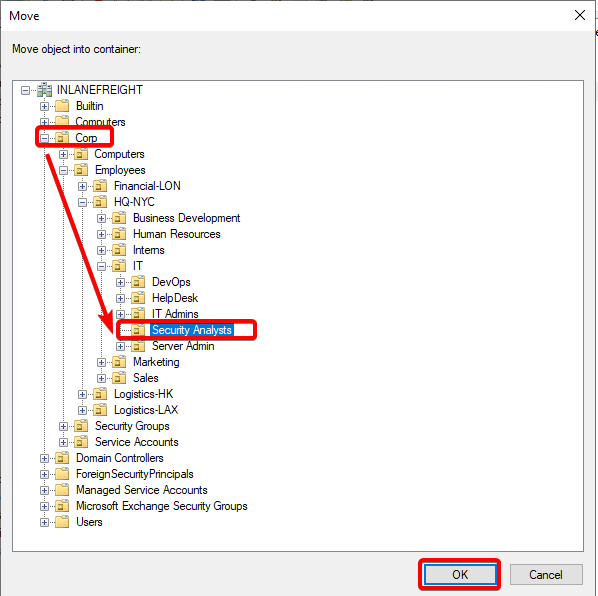 Move
Move object into container:
INLANEFREIGHT
Builtin
Computers
Corp
Computers
Employees
Financial-LON
HQ-NYC
Business Development
Human Resources
Interns
IT
DevOps
HelpDesk
IT Admins
Security Analysts
Server Admin
Marketing
Sales
Logistics-HK
Logistics-LAX
Security Groups
Service Accounts
Domain Controllers
ForeignSecurityPrincipals
Managed Service Accounts
Microsoft Exchange Security Groups
Users
OK Cancel